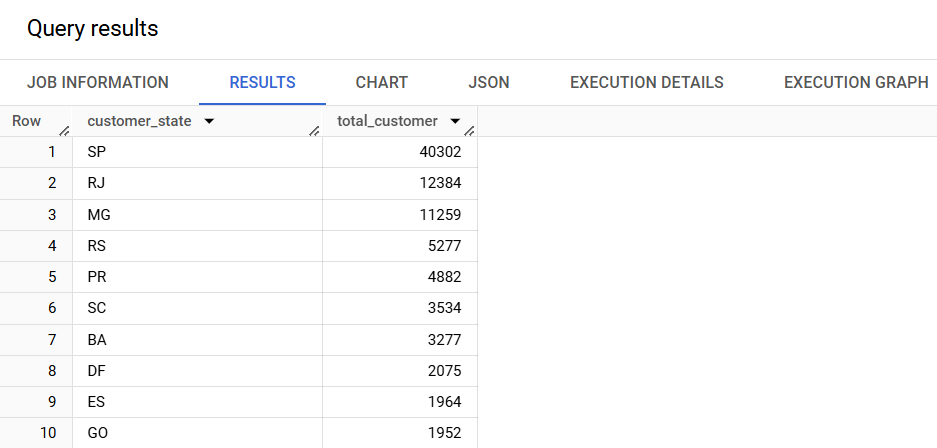 Query results
JOB INFORMATION RESULTS CHART JSON EXECUTION DETAILS EXECUTION GRAPH
Row customer_state total_customer
1 SP 40302
2 RJ 12384
3 MG 11259
4 RS 5277
5 PR 4882
6 SC 3534
7 BA 3277
8 DF 2075
9 ES 1964
10 GO 1952